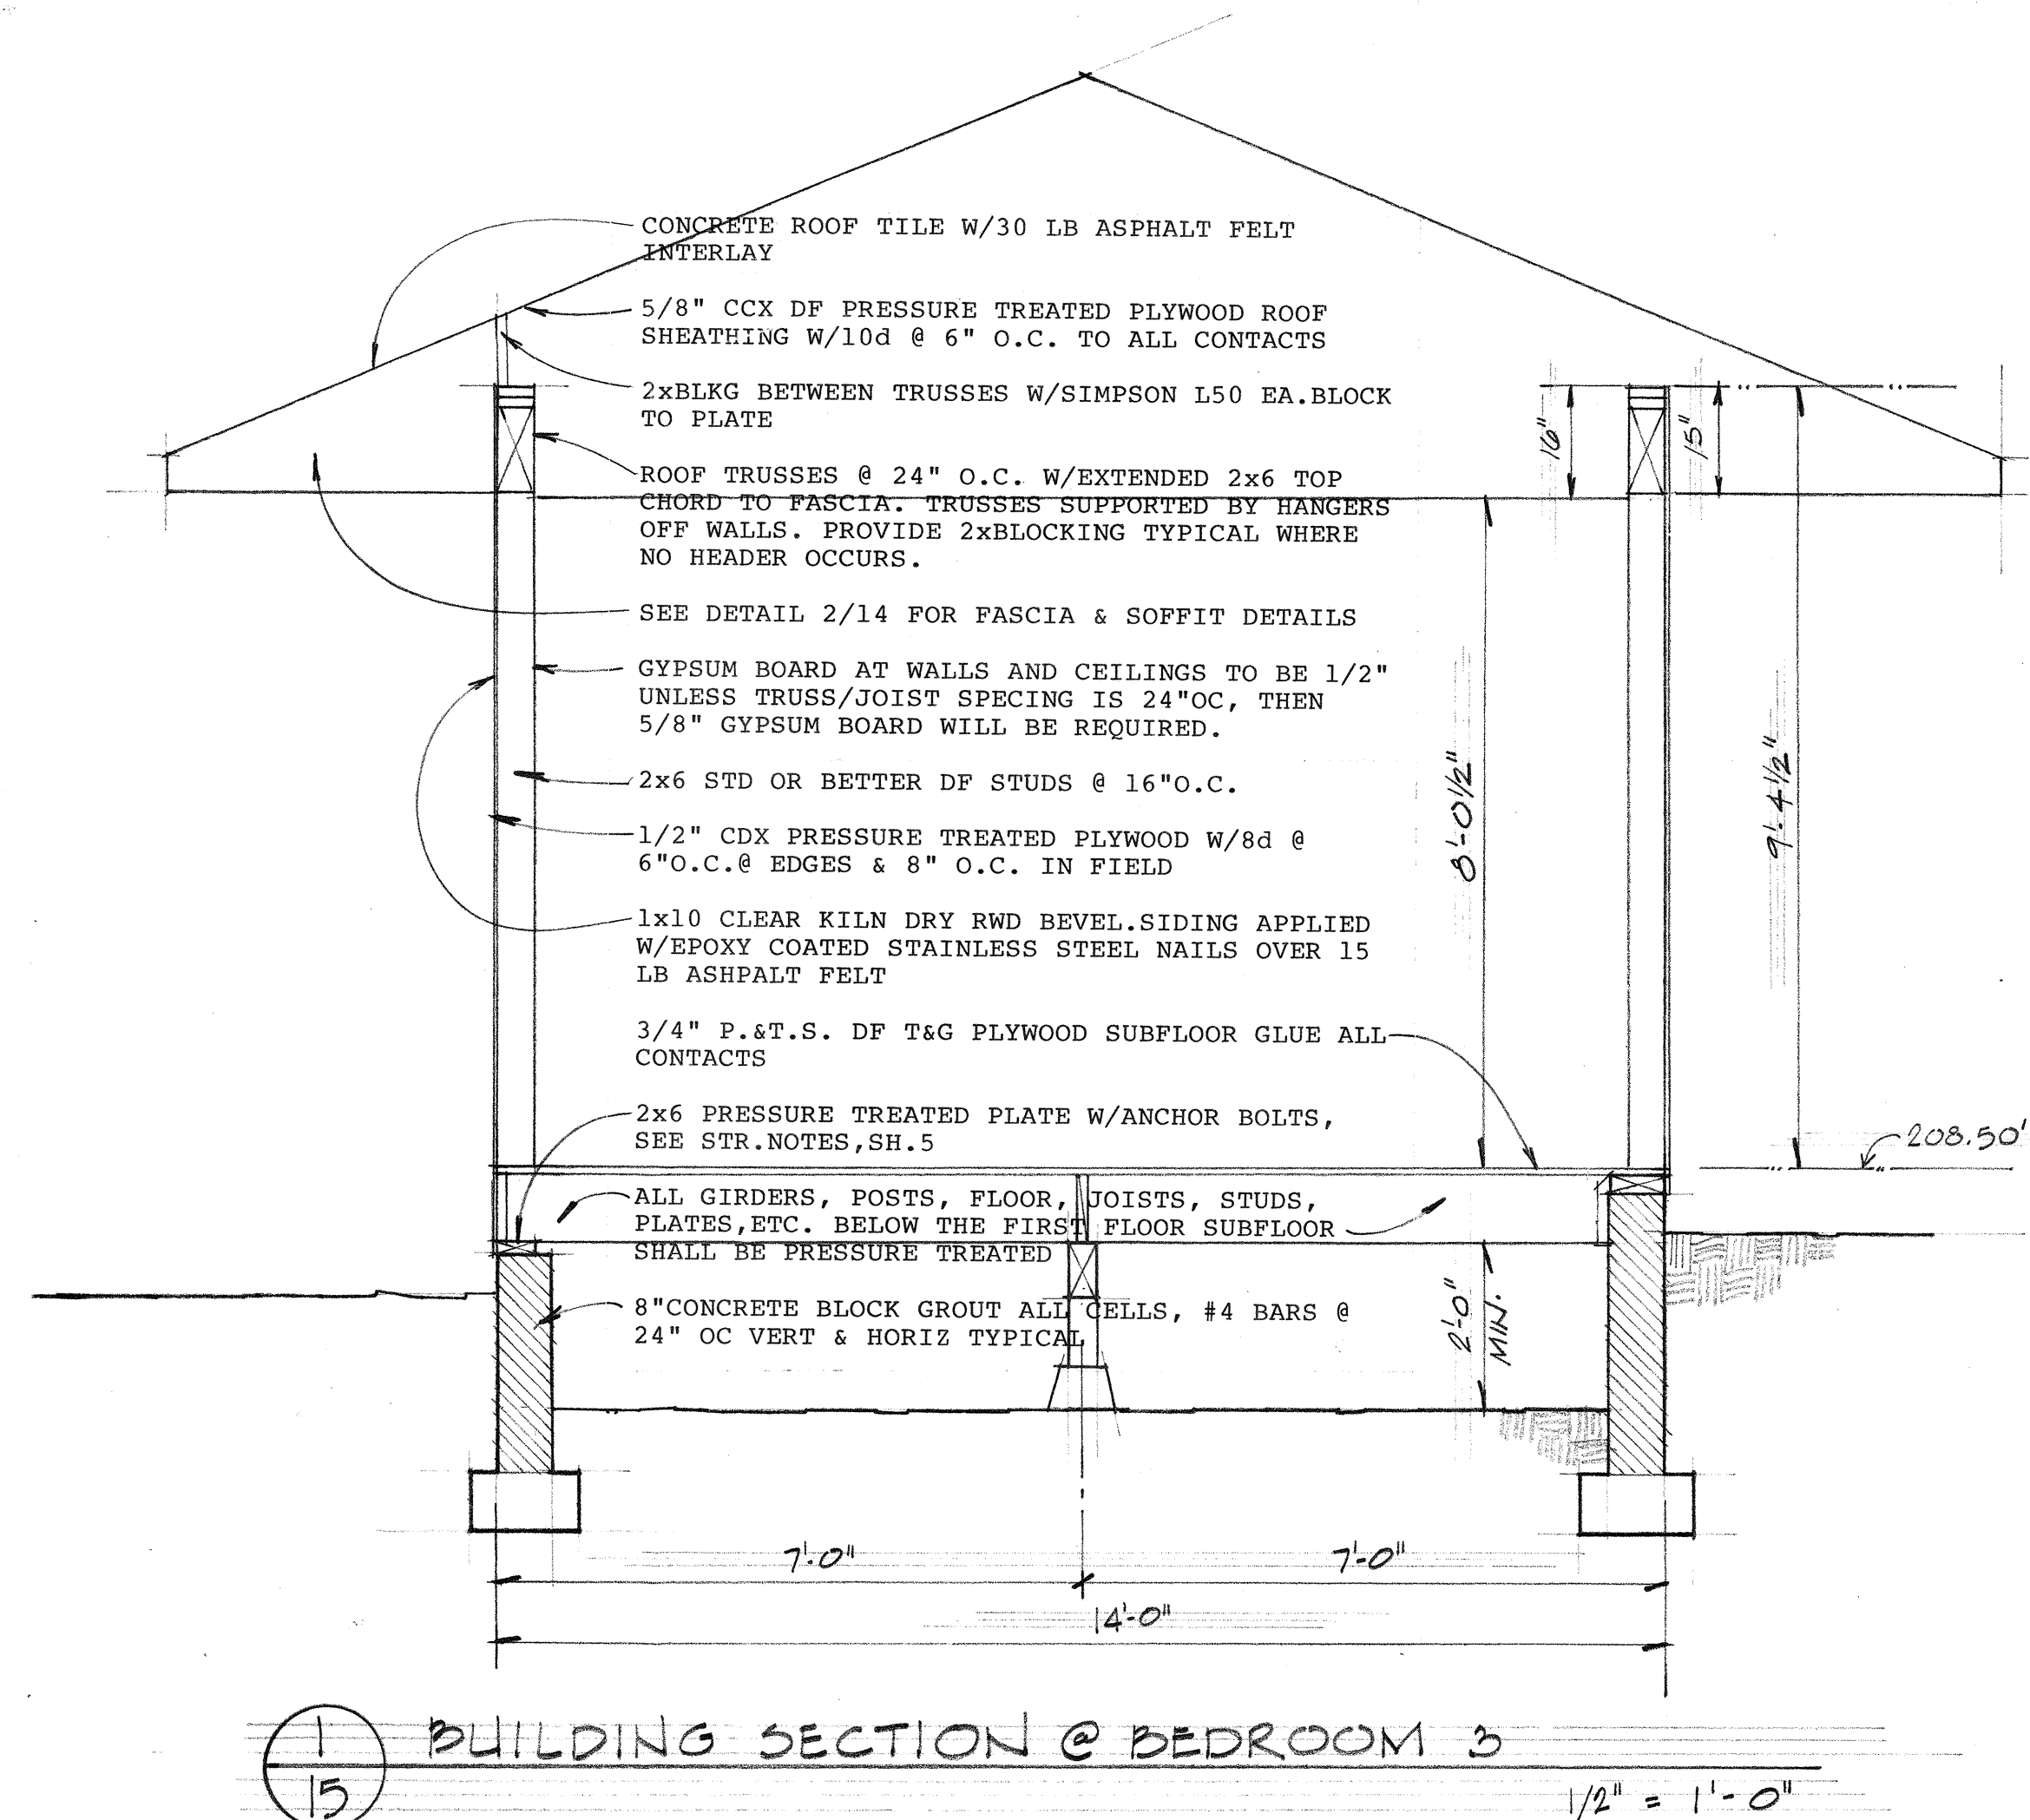 CONCRETE ROOF TILE W/30 LB ASPHALT FELT
INTERLAY
5/8" CCX DF PRESSURE TREATED PLYWOOD ROOF
SHEATHING W/10d @ 6" O.C. TO ALL CONTACTS
2xBLKG BETWEEN TRUSSES W/SIMPSON L50 EA.BLOCK
TO PLATE
ROOF TRUSSES @ 24" O.C. W/EXTENDED 2x6 TOP
CHORD TO FASCIA. TRUSSES SUPPORTED BY HANGERS
OFF WALLS. PROVIDE 2xBLOCKING TYPICAL WHERE
NO HEADER OCCURS.
SEE DETAIL 2/14 FOR FASCIA & SOFFIT DETAILS
GYPSUM BOARD AT WALLS AND CEILINGS TO BE 1/2"
UNLESS TRUSS/JOIST SPECING IS 24"OC, THEN
5/8" GYPSUM BOARD WILL BE REQUIRED.
2x6 STD OR BETTER DF STUDS @ 16"O.C.
1/2" CDX PRESSURE TREATED PLYWOOD W/8d @
6"O.C.@ EDGES & 8" O.C. IN FIELD
1x10 CLEAR KILN DRY RWD BEVEL.SIDING APPLIED
W/EPOXY COATED STAINLESS STEEL NAILS OVER 15
LB ASHPALT FELT
3/4" P.&T.S. DF T&G PLYWOOD SUBFLOOR GLUE ALL
CONTACTS
2x6 PRESSURE TREATED PLATE W/ANCHOR BOLTS,
SEE STR.NOTES,SH.5
ALL GIRDERS, POSTS, FLOOR, JOISTS, STUDS,
PLATES,ETC. BELOW THE FIRST FLOOR SUBFLOOR
SHALL BE PRESSURE TREATED
8"CONCRETE BLOCK GROUT ALL CELLS, #4 BARS @
24" OC VERT & HORIZ TYPICAL
16"
15"
8'-0 1/2"
9'-4 1/2"
208.50'
2'-0"
MIN.
7'-0"
7'-0"
14'-0"
1
15
BUILDING SECTION @ BEDROOM 3
1/2" = 1'-0"